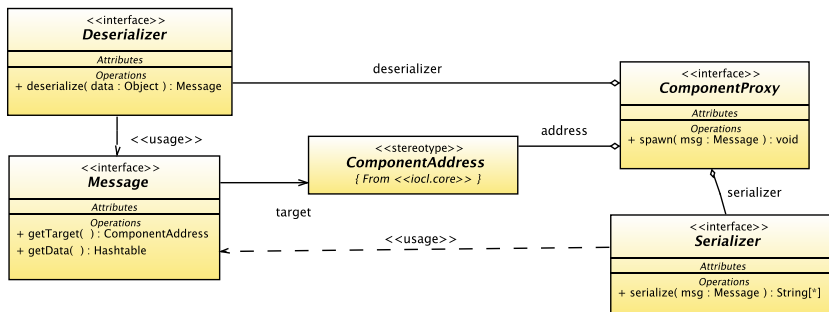 <<interface>>
Deserializer
Attributes
Operations
+ deserialize( data : Object ) : Message
deserializer
<<interface>>
ComponentProxy
Attributes
Operations
+ spawn( msg : Message ) : void
<<usage>>
address
<<stereotype>>
ComponentAddress
{ From <<iocl.core>> }
<<interface>>
Message
Attributes
Operations
+ getTarget( ) : ComponentAddress
+ getData( ) : Hashtable
target
serializer
<<usage>>
<<interface>>
Serializer
Attributes
Operations
+ serialize( msg : Message ) : String[*]